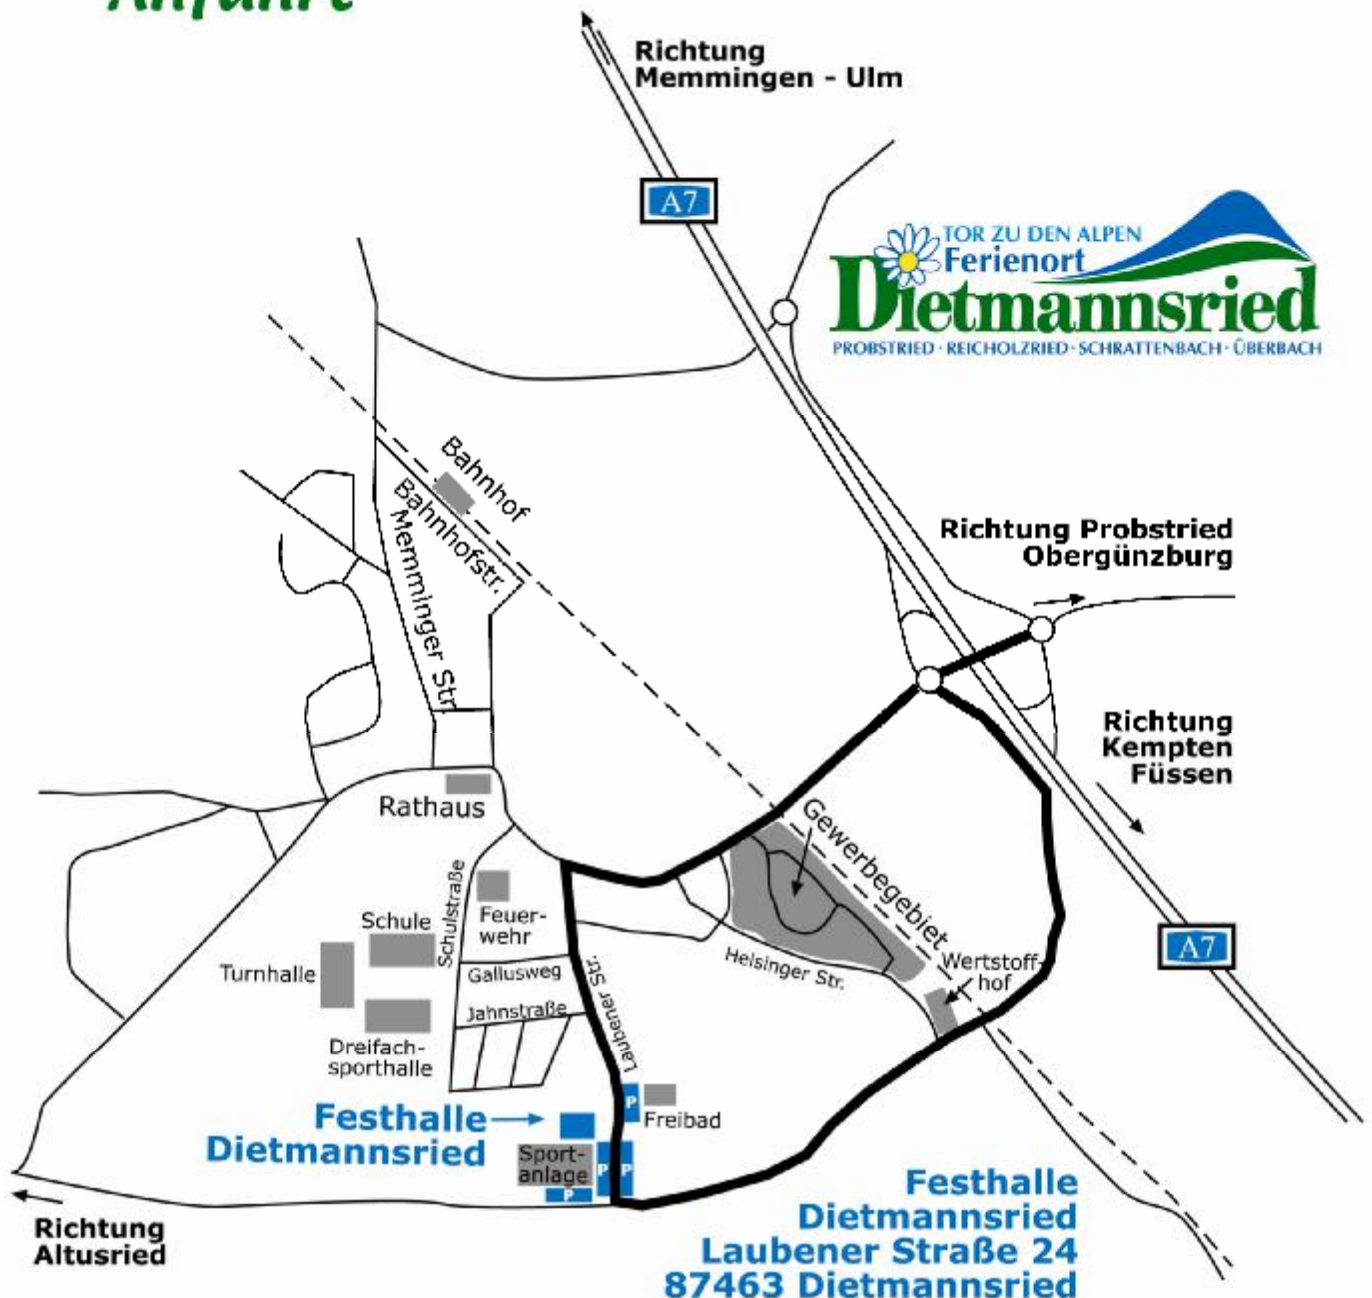 Anfahrt
Richtung
Memmingen - Ulm
A7
TOR ZU DEN ALPEN
Ferienort
Dietmannsried
PROBSTRIED · REICHOLZRIED · SCHRATTENBACH · ÜBERBACH
Bahnhof
Bahnhofstr.
Memminger Str.
Richtung Probstried
Obergünzburg
Richtung
Kempten
Füssen
Rathaus
Gewerbegebiet
Schulstraße
Feuer-
wehr
Schule
Turnhalle
Gallusweg
Laubener Str.
Helsinger Str.
Wertstoff-
hof
A7
Jahnstraße
Dreifach-
sporthalle
P
Freibad
Festhalle
Dietmannsried
Sport-
anlage
P
P
P
Richtung
Altusried
Festhalle
Dietmannsried
Laubener Straße 24
87463 Dietmannsried